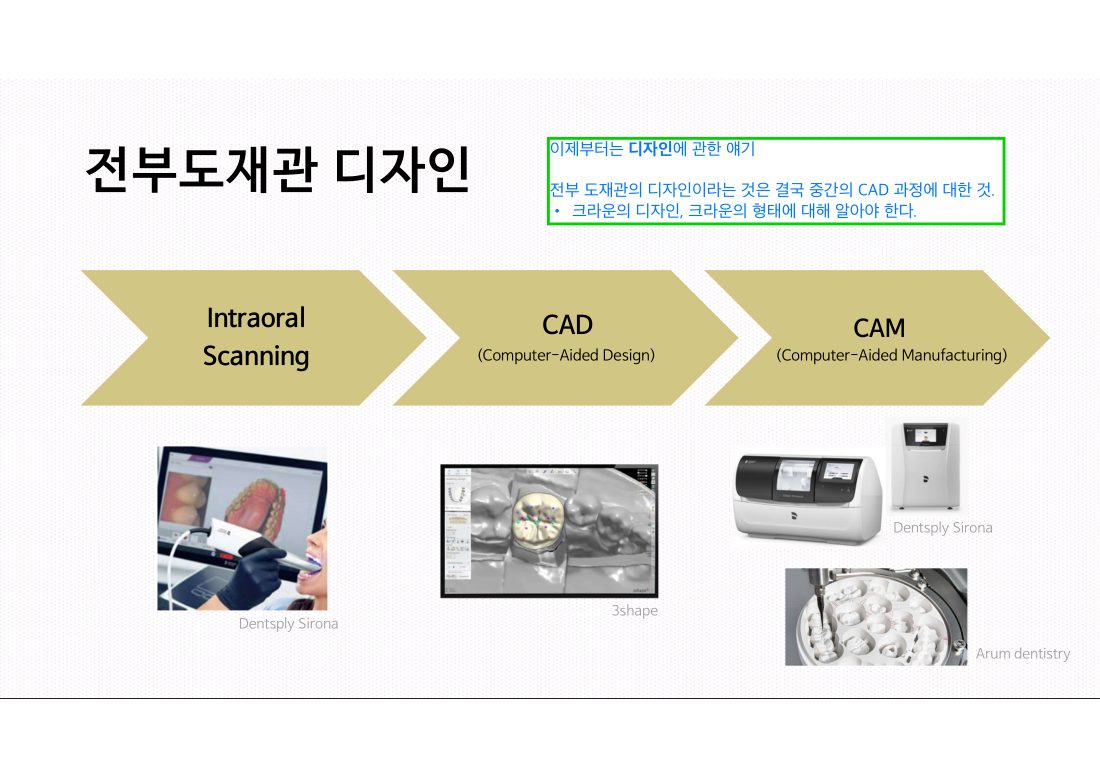 전부도재관 디자인
이제부터는 디자인에 관한 얘기
전부 도재관의 디자인이라는 것은 결국 중간의 CAD 과정에 대한 것.
• 크라운의 디자인, 크라운의 형태에 대해 알아야 한다.
Intraoral
Scanning
CAD
(Computer-Aided Design)
CAM
(Computer-Aided Manufacturing)
Dentsply Sirona
3shape
Dentsply Sirona
Arum dentistry